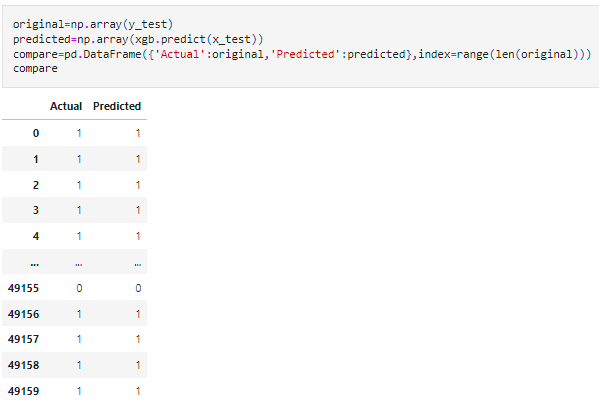 original=np.array(y_test)
predicted=np.array(xgb.predict(x_test))
compare=pd.DataFrame({'Actual':original,'Predicted':predicted},index=range(len(original)))
compare
Actual Predicted
0 1 1
1 1 1
2 1 1
3 1 1
4 1 1
... ... ...
49155 0 0
49156 1 1
49157 1 1
49158 1 1
49159 1 1